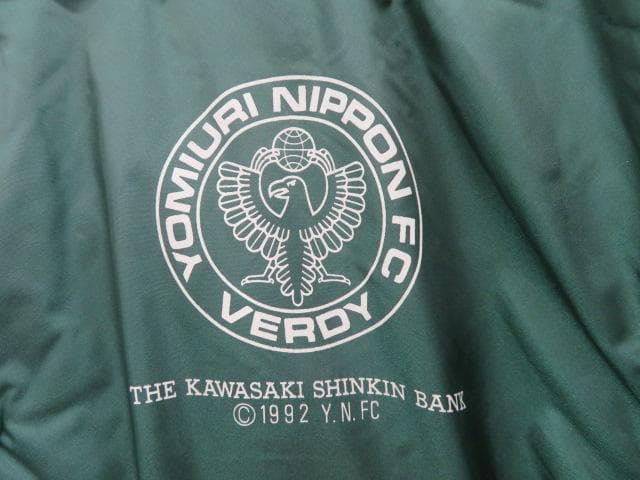 YOMIURI NIPPON FC
VERDY
THE KAWASAKI SHINKIN BANK
©1992 Y.N.FC